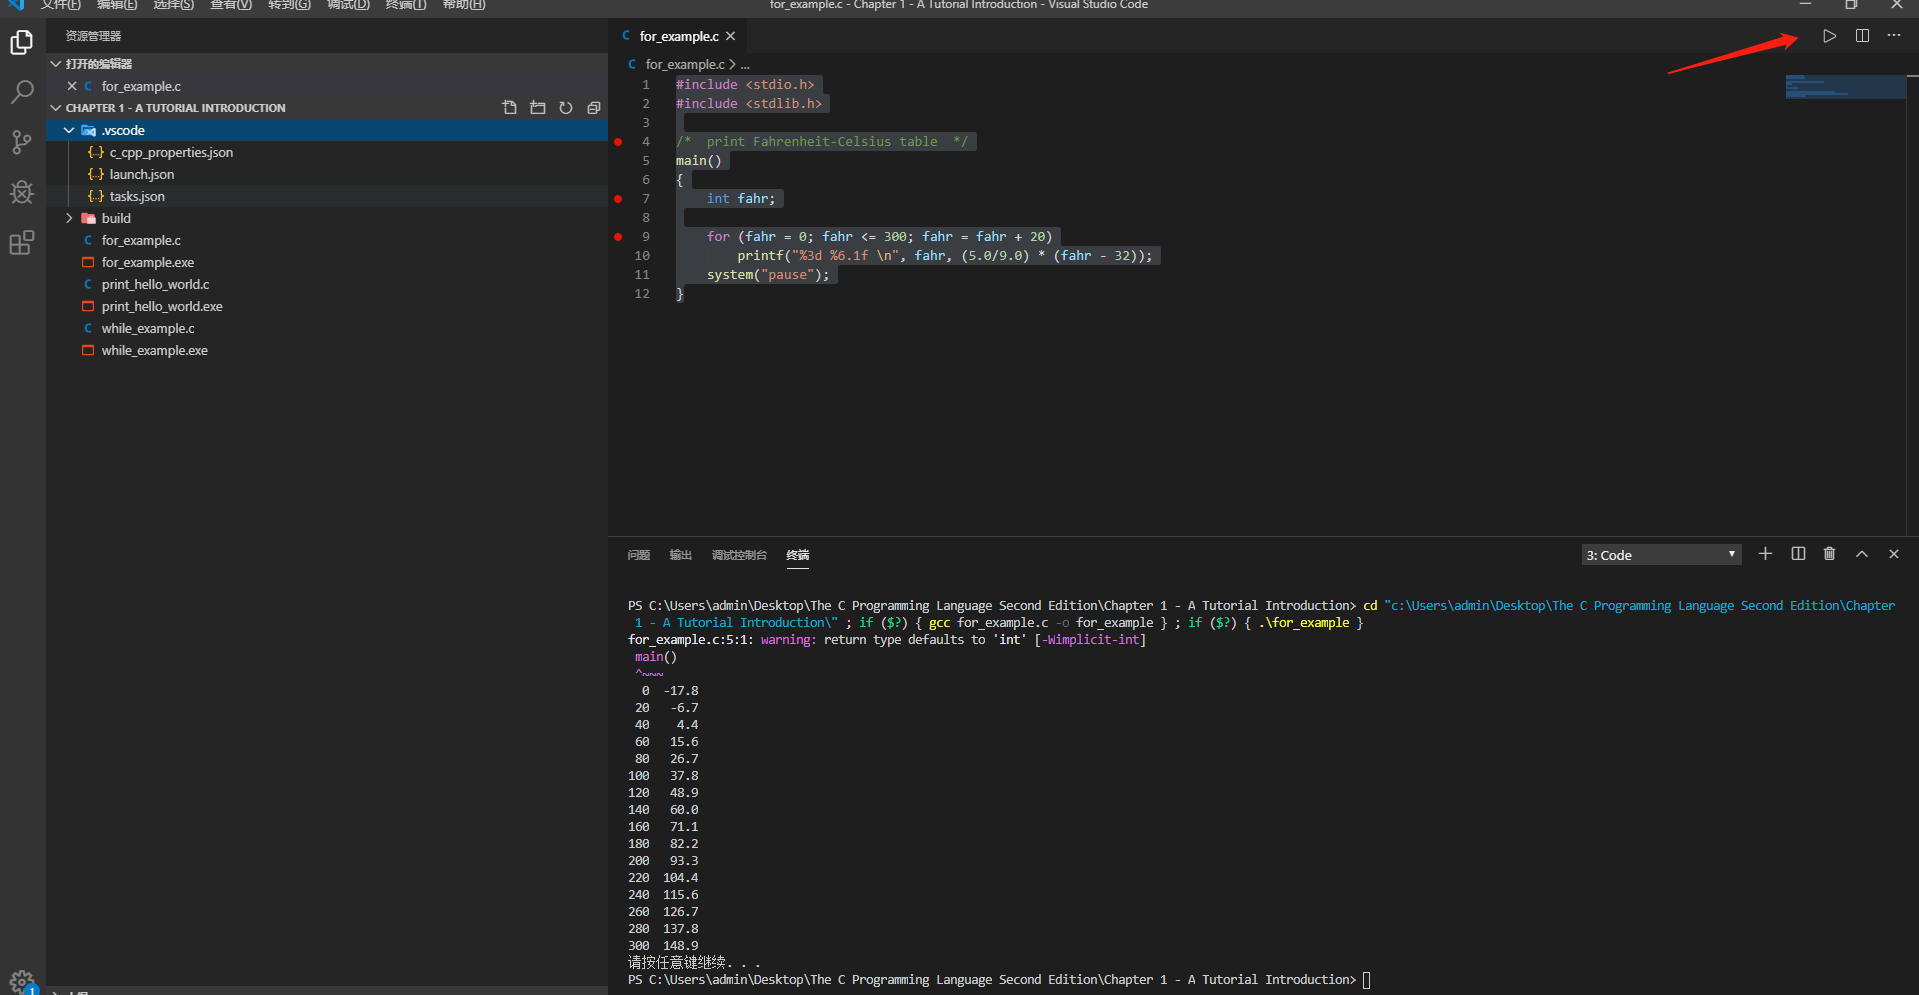 文件(F) 编辑(E) 选择(S) 查看(V) 转到(G) 调试(D) 终端(T) 帮助(H)
for_example.c - Chapter 1 - A Tutorial Introduction - Visual Studio Code
资源管理器
打开的编辑器
for_example.c
CHAPTER 1 - A TUTORIAL INTRODUCTION
.vscode
{..} c_cpp_properties.json
{..} launch.json
{..} tasks.json
build
C for_example.c
for_example.exe
C print_hello_world.c
print_hello_world.exe
C while_example.c
while_example.exe
1
C for_example.c
C for_example.c > ...
1 #include <stdio.h>
2 #include <stdlib.h>
3
4 /*  print Fahrenheit-Celsius table  */
5 main()
6 {
7     int fahr;
8
9     for (fahr = 0; fahr <= 300; fahr = fahr + 20)
10         printf("%3d %6.1f \n", fahr, (5.0/9.0) * (fahr - 32));
11     system("pause");
12 }
问题 输出 调试控制台 终端
3: Code
PS C:\Users\admin\Desktop\The C Programming Language Second Edition\Chapter 1 - A Tutorial Introduction> cd "c:\Users\admin\Desktop\The C Programming Language Second Edition\Chapter
1 - A Tutorial Introduction\" ; if ($?) { gcc for_example.c -o for_example } ; if ($?) { .\for_example }
for_example.c:5:1: warning: return type defaults to 'int' [-Wimplicit-int]
main()
^~~~
0 -17.8
20 -6.7
40 4.4
60 15.6
80 26.7
100 37.8
120 48.9
140 60.0
160 71.1
180 82.2
200 93.3
220 104.4
240 115.6
260 126.7
280 137.8
300 148.9
请按任意键继续. . .
PS C:\Users\admin\Desktop\The C Programming Language Second Edition\Chapter 1 - A Tutorial Introduction>